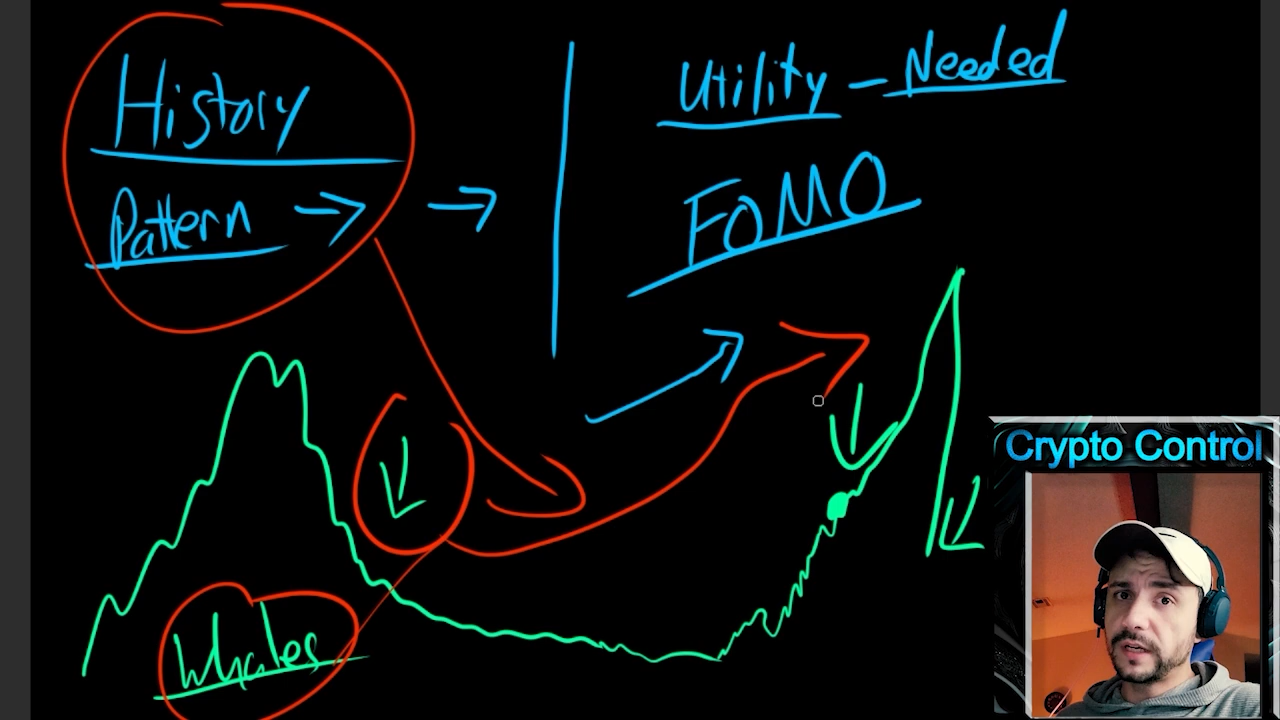 History
Pattern
Utility - Needed
FOMO
Whales
Crypto Control